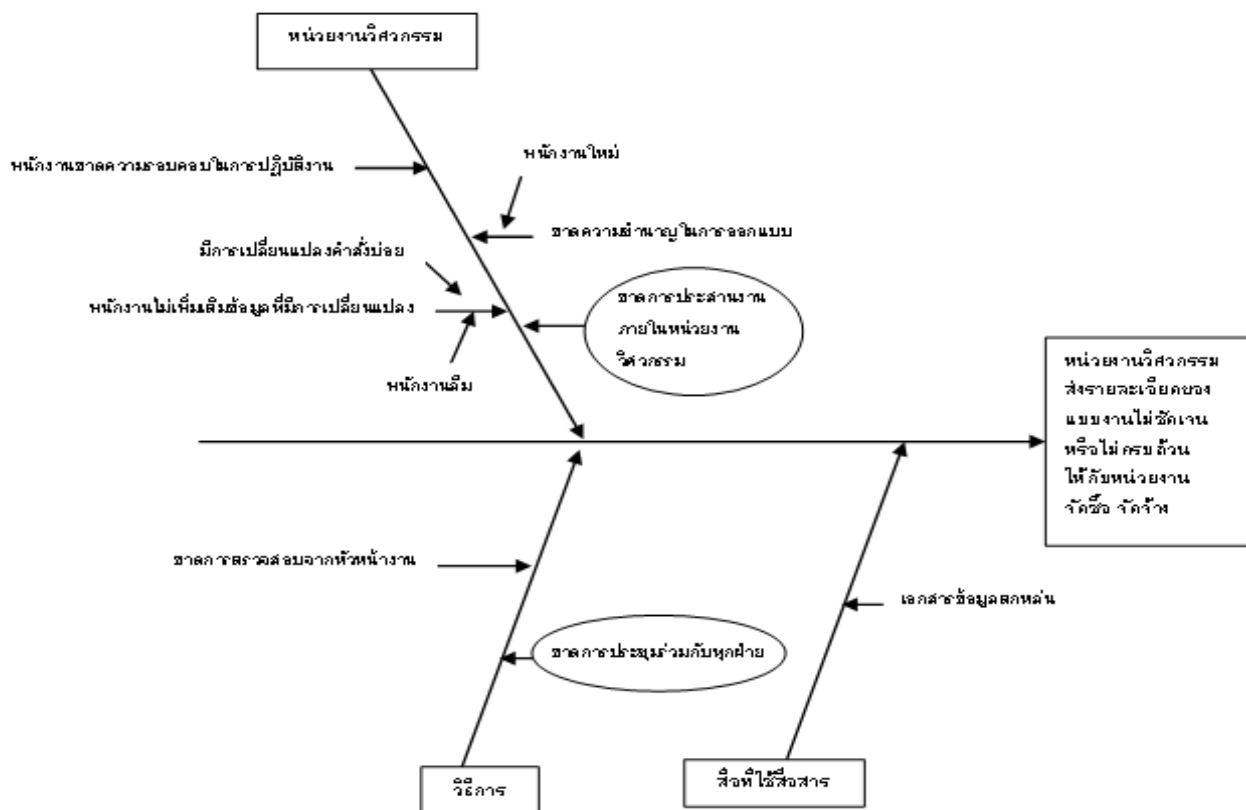 หน่วยงานวิศวกรรม
พนักงานขาดความรอบคอบในการปฏิบัติงาน
พนักงานใหม่
ขาดความชำนาญในการออกแบบ
มีการเปลี่ยนแปลงคำสั่งบ่อย
พนักงานไม่เพิ่มเติมข้อมูลที่มีการเปลี่ยนแปลง
พนักงานลืม
ขาดการประสานงาน
ภายในหน่วยงาน
วิศวกรรม
หน่วยงานวิศวกรรม
ส่งรายละเอียดของ
แบบงานไม่ชัดเจน
หรือไม่ครบถ้วน
ให้กับหน่วยงาน
จัดซื้อ จัดจ้าง
ขาดการตรวจสอบจากหัวหน้างาน
ขาดการประชุมร่วมกับทุกฝ่าย
เอกสารข้อมูลตกหล่น
วิธีการ
สื่อที่ใช้สื่อสาร